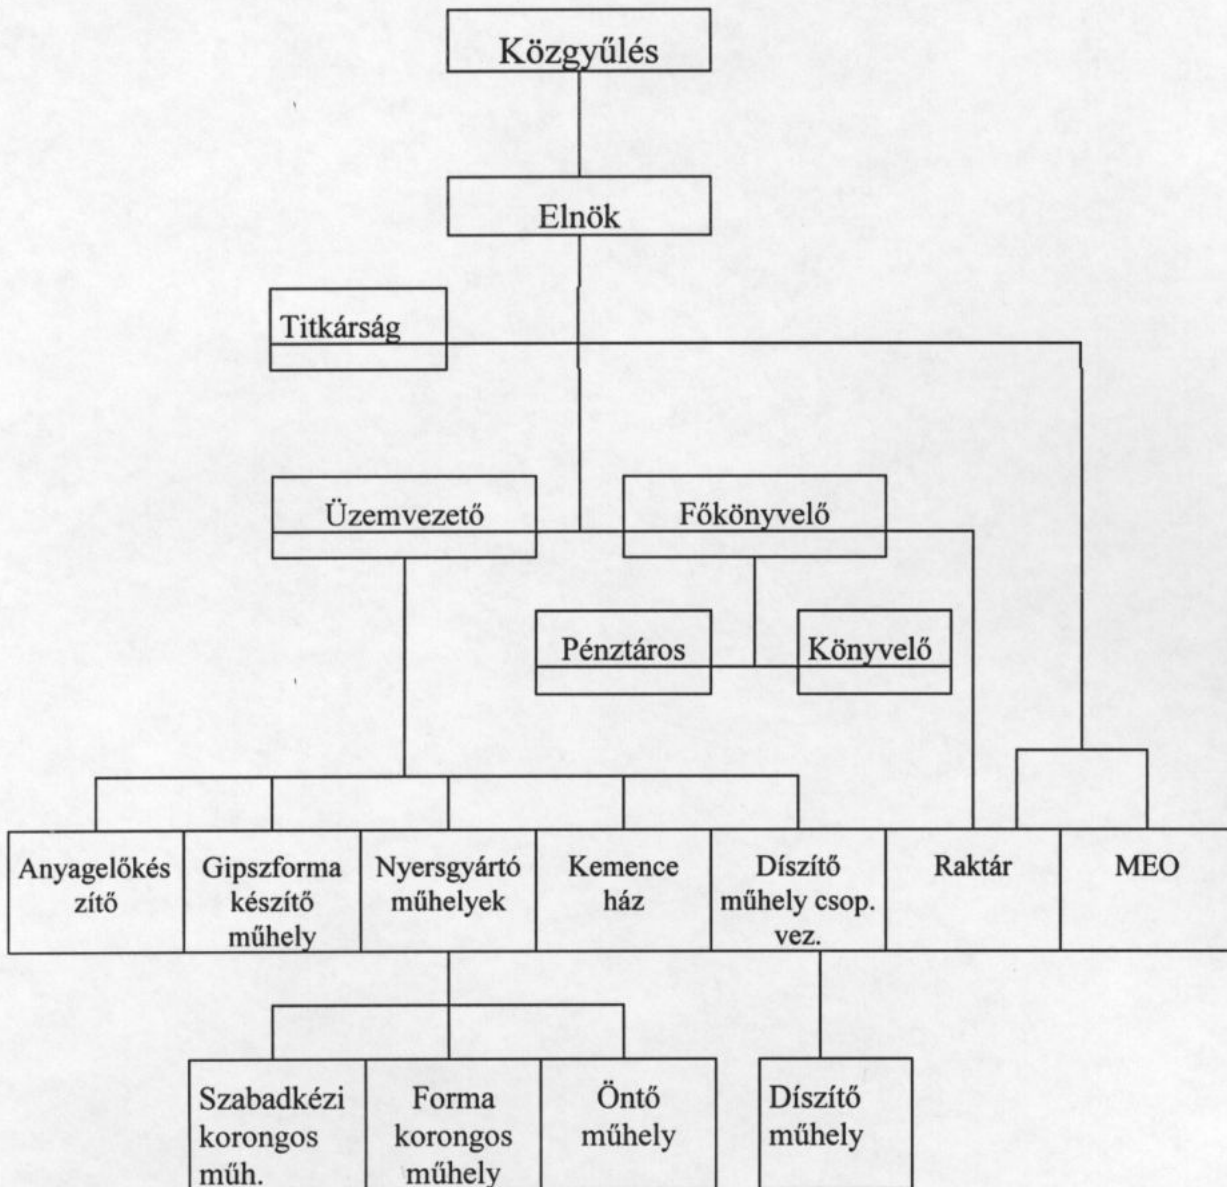 Közgyűlés
Elnök
Titkárság
Üzemvezető
Főkönyvelő
Pénztáros
Könyvelő
Anyagelőkés
zítő
Gipszforma
készítő
műhely
Nyersgyártó
műhelyek
Kemence
ház
Díszítő
műhely csop.
vez.
Raktár
MEO
Szabadkézi
korongos
műh.
Forma
korongos
műhely
Öntő
műhely
Díszítő
műhely